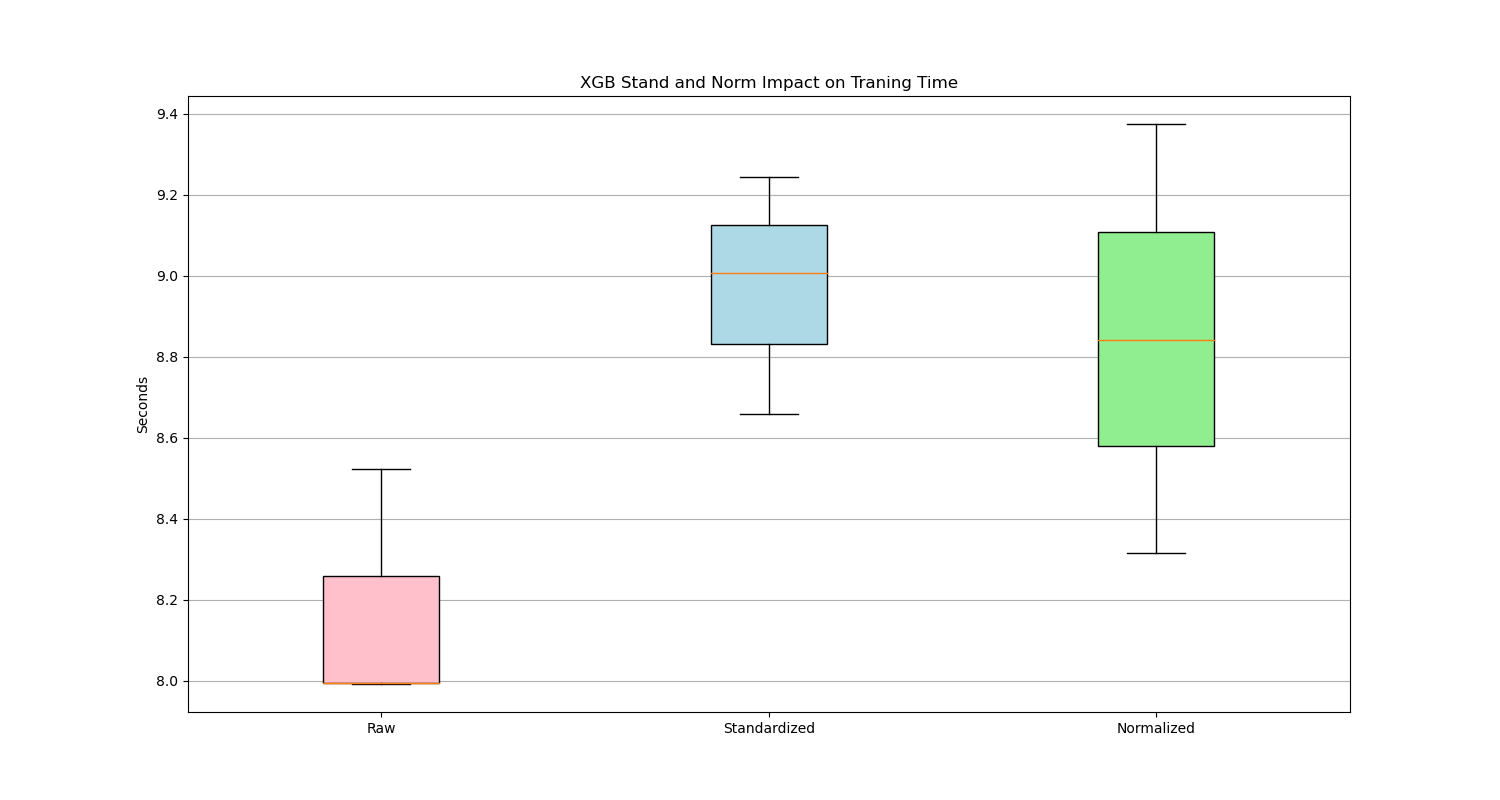 XGB Stand and Norm Impact on Traning Time
9.4
9.2
9.0
8.8
8.6
8.4
8.2
8.0
Seconds
Raw Standardized Normalized